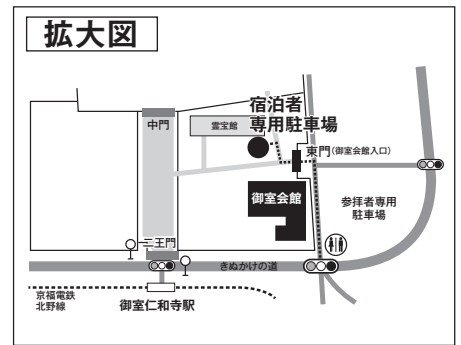 拡大図
宿泊者
専用駐車場
中門
霊宝館
東門(御室会館入口)
御室会館
参拝者専用
駐車場
二王門
きぬかけの道
京福電鉄
北野線
御室仁和寺駅